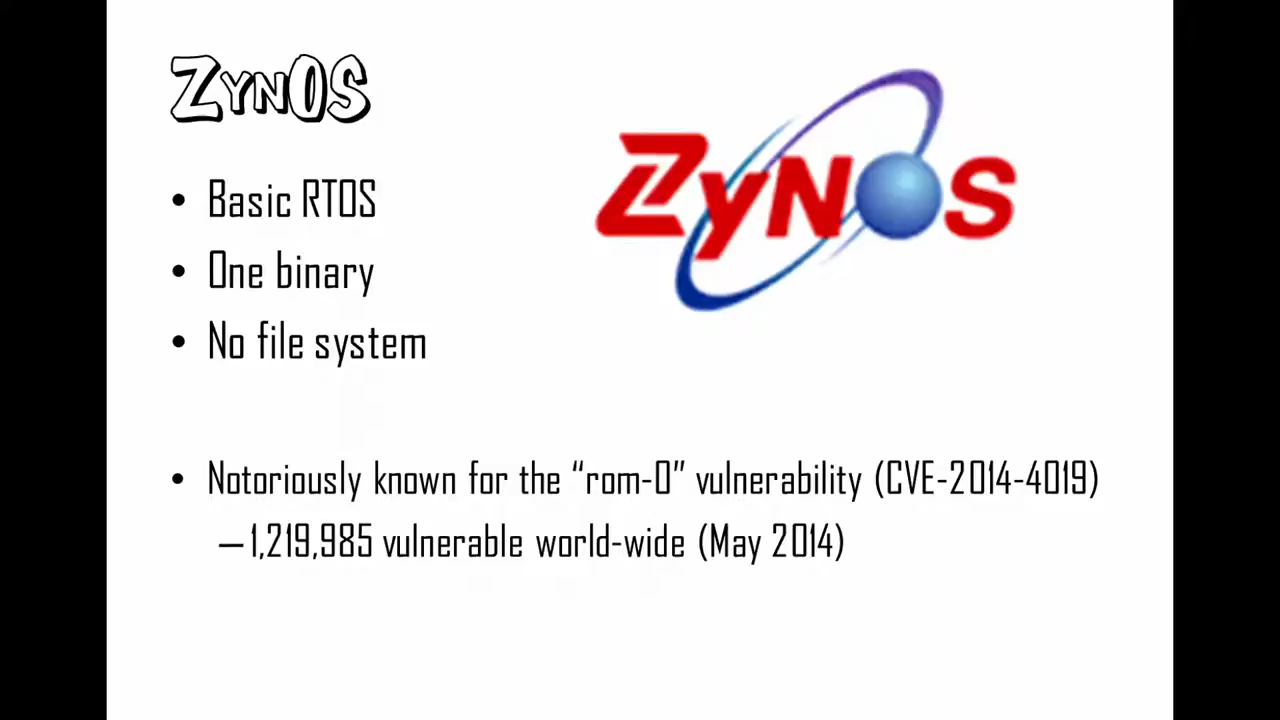 ZynOS
ZyNOS
• Basic RTOS
• One binary
• No file system
• Notoriously known for the “rom-0” vulnerability (CVE-2014-4019)
– 1,219,985 vulnerable world-wide (May 2014)